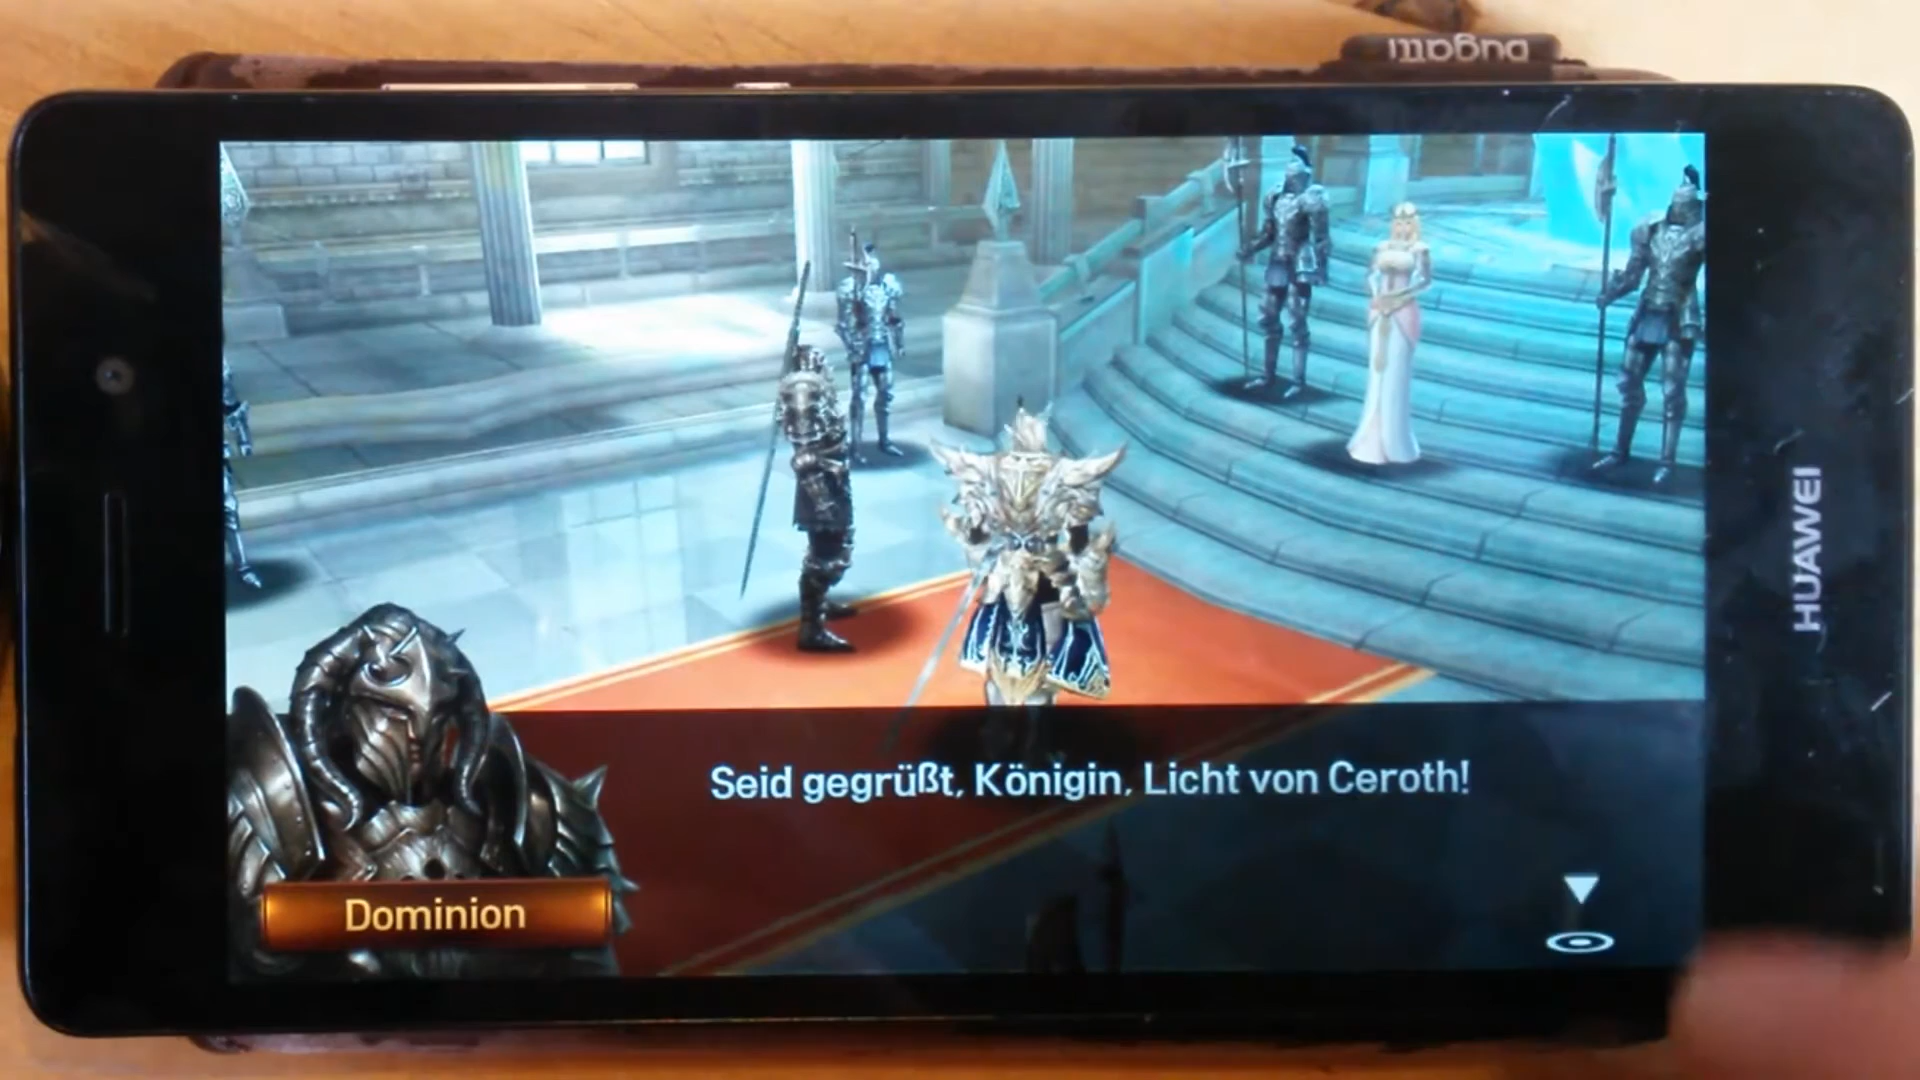 bugatti
HUAWEI
Seid gegrüßt, Königin, Licht von Ceroth!
Dominion